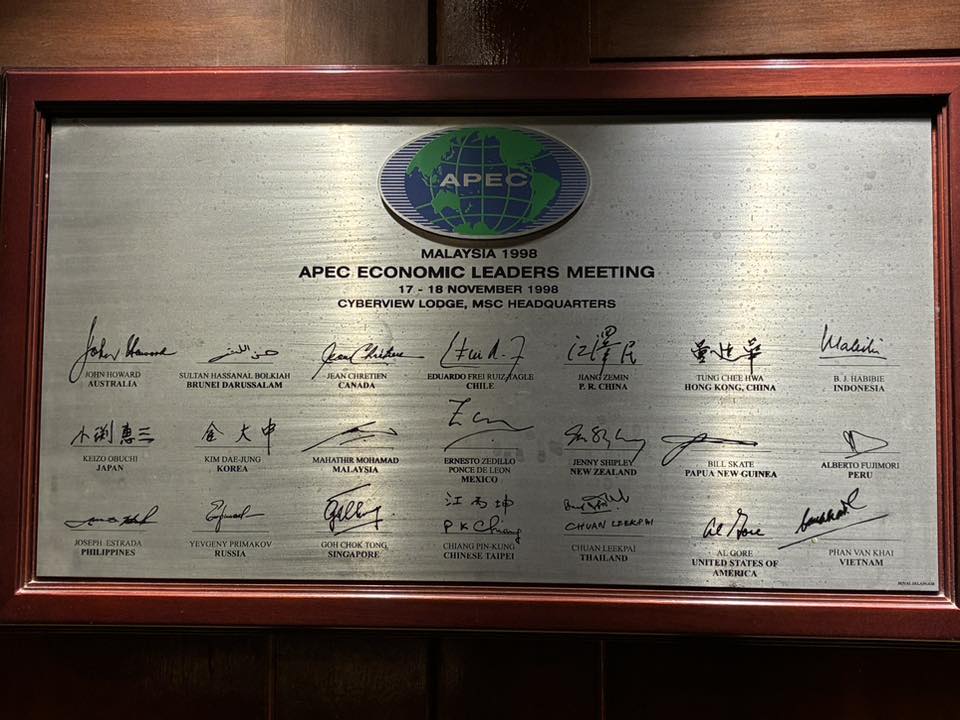 APEC
MALAYSIA 1998
APEC ECONOMIC LEADERS MEETING
17 - 18 NOVEMBER 1998
CYBERVIEW LODGE, MSC HEADQUARTERS
John Howard
JOHN HOWARD
AUSTRALIA
SULTAN HASSANAL BOLKIAH
BRUNEI DARUSSALAM
Jean Chrétien
JEAN CHRETIEN
CANADA
EDUARDO FREI RUIZ-TAGLE
CHILE
江澤民
JIANG ZEMIN
P. R. CHINA
董建華
TUNG CHEE HWA
HONG KONG, CHINA
B. J. HABIBIE
INDONESIA
小渕恵三
KEIZO OBUCHI
JAPAN
金大中
KIM DAE-JUNG
KOREA
MAHATHIR MOHAMAD
MALAYSIA
ERNESTO ZEDILLO
PONCE DE LEON
MEXICO
JENNY SHIPLEY
NEW ZEALAND
BILL SKATE
PAPUA NEW GUINEA
ALBERTO FUJIMORI
PERU
JOSEPH ESTRADA
PHILIPPINES
YEVGENY PRIMAKOV
RUSSIA
GOH CHOK TONG
SINGAPORE
江丙坤
P K Chiang
CHIANG PIN-KUNG
CHINESE TAIPEI
CHUAN LEEKPAI
CHUAN LEEKPAI
THAILAND
Al Gore
AL GORE
UNITED STATES OF
AMERICA
PHAN VAN KHAI
VIETNAM